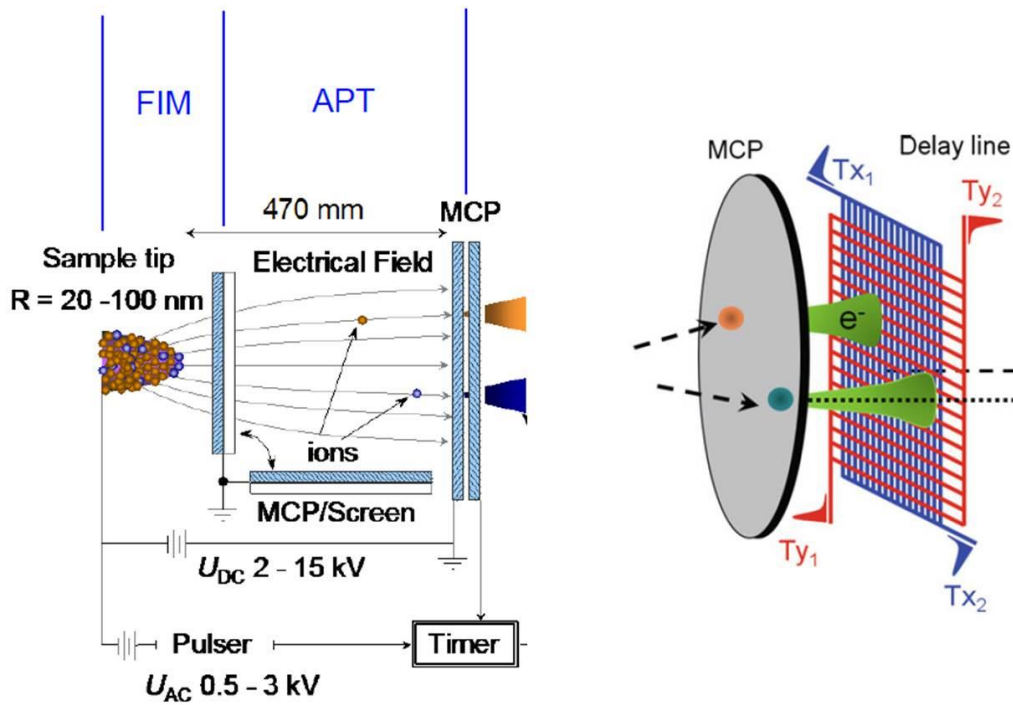 FIM
APT
470 mm
MCP
Sample tip
R = 20 -100 nm
Electrical Field
ions
MCP/Screen
U_DC 2 - 15 kV
Pulser
Timer
U_AC 0.5 - 3 kV
MCP
Delay line
Tx₁
Ty₂
e⁻
Ty₁
Tx₂